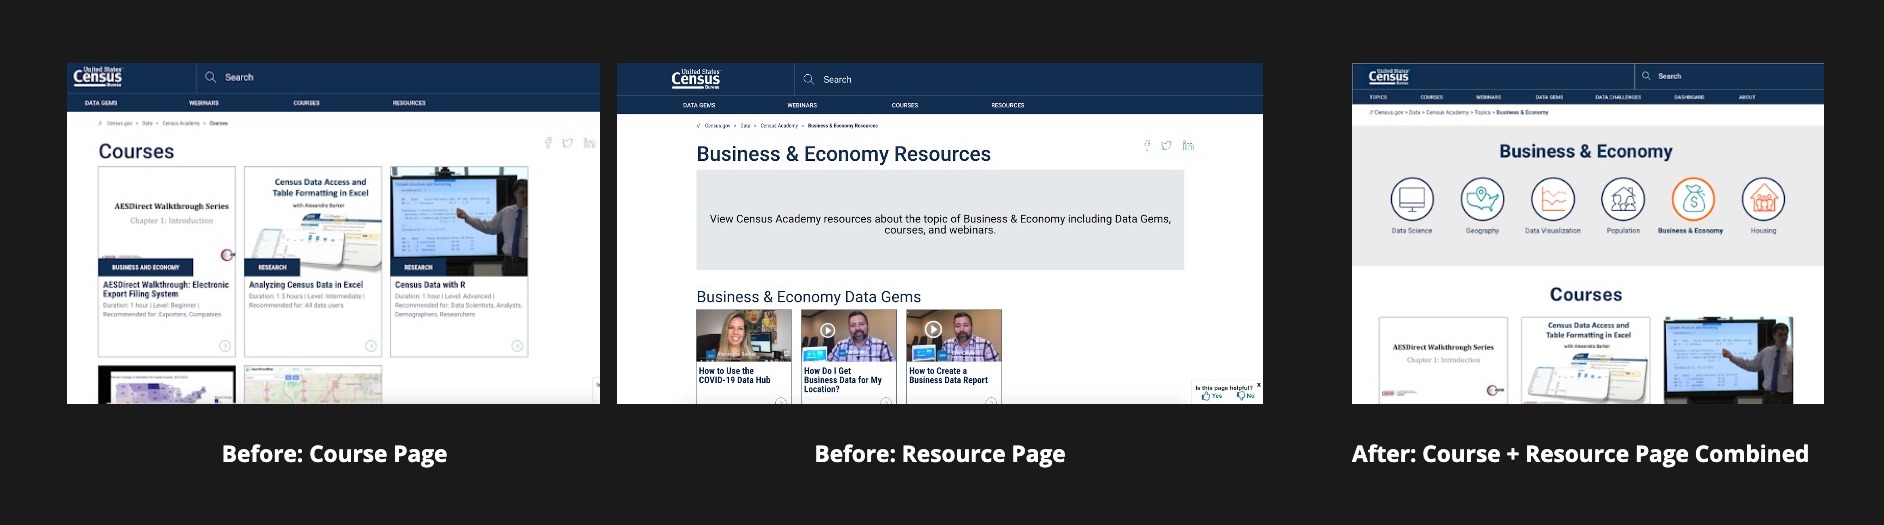 United States
Census
Bureau
Search
DATA GEMS
WEBINARS
COURSES
RESOURCES
// Census.gov > Data > Census Academy > Courses
Courses
AESDirect Walkthrough Series
Chapter 1: Introduction
BUSINESS AND ECONOMY
AESDirect Walkthrough: Electronic
Export Filing System
Duration: 1 hour | Level: Beginner |
Recommended for: Exporters, Companies
Census Data Access and
Table Formatting in Excel
with Alexandra Barker
RESEARCH
Analyzing Census Data in Excel
Duration: 1.5 hours | Level: Intermediate |
Recommended for: All data users
RESEARCH
Census Data with R
Duration: 1 hour | Level: Advanced |
Recommended for: Data Scientists, Analysts,
Demographers, Researchers
Before: Course Page
United States
Census
Bureau
Search
DATA GEMS
WEBINARS
COURSES
RESOURCES
// Census.gov > Data > Census Academy > Business & Economy Resources
Business & Economy Resources
View Census Academy resources about the topic of Business & Economy including Data Gems,
courses, and webinars.
Business & Economy Data Gems
How to Use the
COVID-19 Data Hub
How Do I Get
Business Data for My
Location?
How to Create a
Business Data Report
Is this page helpful? X
Yes
No
Before: Resource Page
United States
Census
Bureau
Search
TOPICS
COURSES
WEBINARS
DATA GEMS
DATA CHALLENGES
DASHBOARD
ABOUT
// Census.gov > Data > Census Academy > Topics > Business & Economy
Business & Economy
Data Science
Geography
Data Visualization
Population
Business & Economy
Housing
Courses
AESDirect Walkthrough Series
Chapter 1: Introduction
Census Data Access and
Table Formatting in Excel
with Alexandra Barker
After: Course + Resource Page Combined